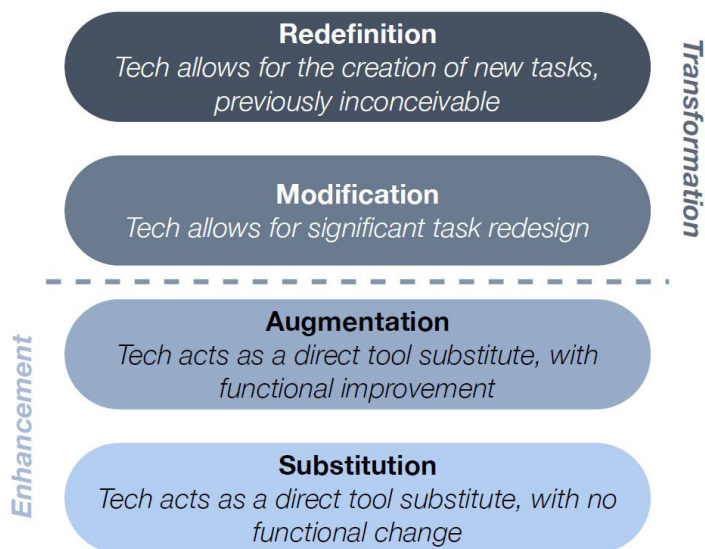 Redefinition
Tech allows for the creation of new tasks,
previously inconceivable
Transformation
Modification
Tech allows for significant task redesign
Augmentation
Tech acts as a direct tool substitute, with
functional improvement
Enhancement
Substitution
Tech acts as a direct tool substitute, with no
functional change